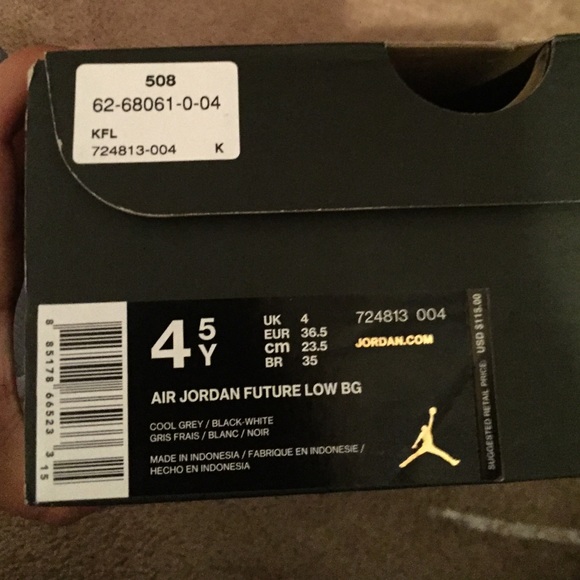 508
62-68061-0-04
KFL
724813-004 K
4 5 Y
UK 4
EUR 36.5
cm 23.5
BR 35
724813 004
JORDAN.COM
AIR JORDAN FUTURE LOW BG
COOL GREY / BLACK-WHITE
GRIS FRAIS / BLANC / NOIR
MADE IN INDONESIA / FABRIQUE EN INDONESIE /
HECHO EN INDONESIA
SUGGESTED RETAIL PRICE: USD $115.00
8 85178 66523 3 15